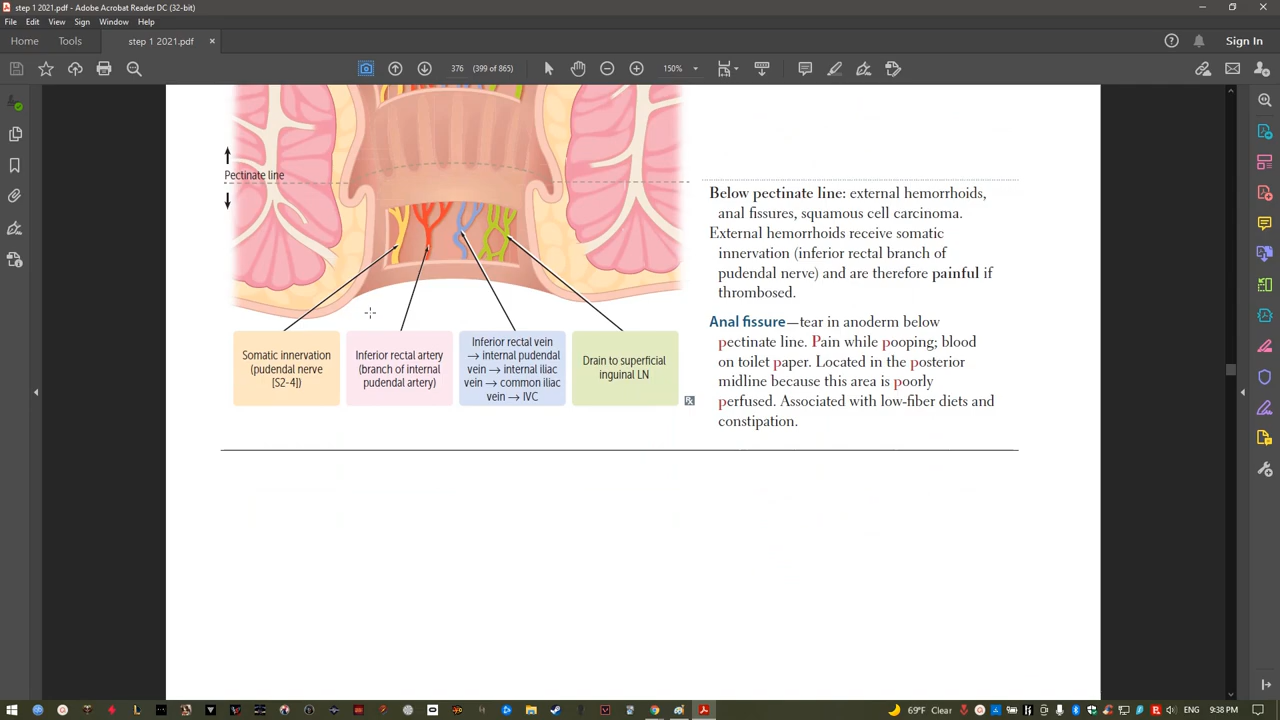 step 1 2021.pdf - Adobe Acrobat Reader DC (32-bit)
File Edit View Sign Window Help
Home Tools step 1 2021.pdf × Sign In
376 (399 of 865) 150%
Pectinate line
Below pectinate line: external hemorrhoids,
anal fissures, squamous cell carcinoma.
External hemorrhoids receive somatic
innervation (inferior rectal branch of
pudendal nerve) and are therefore painful if
thrombosed.
Anal fissure—tear in anoderm below
pectinate line. Pain while pooping; blood
on toilet paper. Located in the posterior
midline because this area is poorly
perfused. Associated with low-fiber diets and
constipation.
Somatic innervation
(pudendal nerve
[S2-4])
Inferior rectal artery
(branch of internal
pudendal artery)
Inferior rectal vein
→ internal pudendal
vein → internal iliac
vein → common iliac
vein → IVC
Drain to superficial
inguinal LN
Rx
69°F Clear ENG 9:38 PM